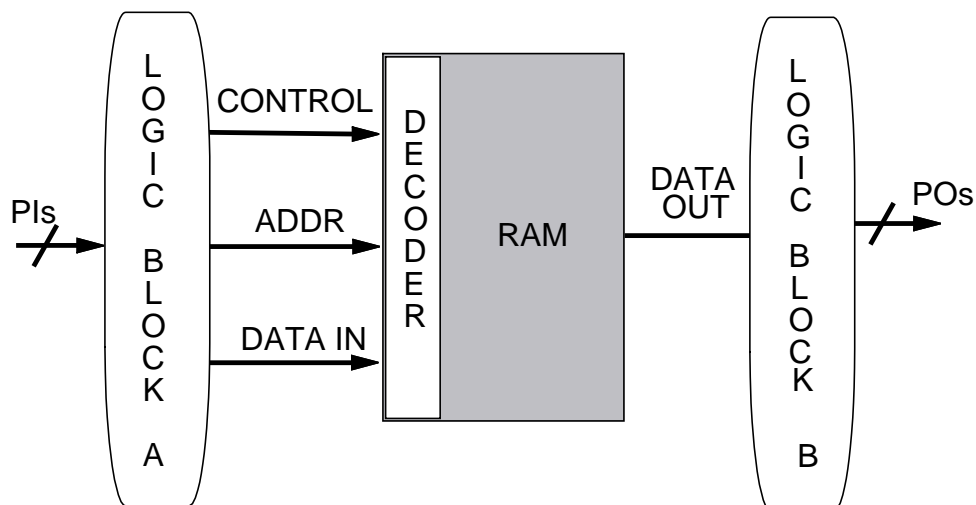 PIs
LOGIC BLOCK A
CONTROL
ADDR
DATA IN
DECODER
RAM
DATA
OUT
LOGIC BLOCK B
POs